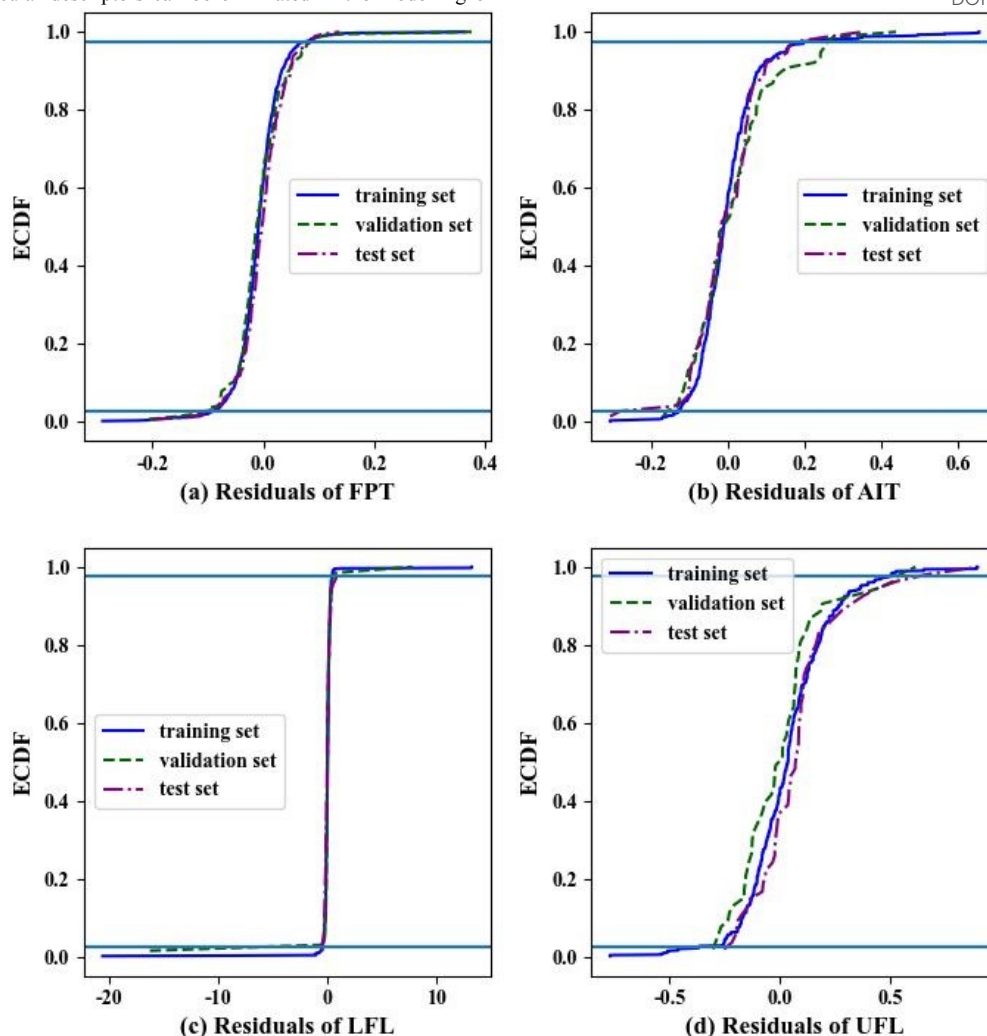 DOI
1.0
0.8
0.6
0.4
0.2
0.0
ECDF
training set
validation set
test set
-0.2 0.0 0.2 0.4
(a) Residuals of FPT
1.0
0.8
0.6
0.4
0.2
0.0
ECDF
training set
validation set
test set
-0.2 0.0 0.2 0.4 0.6
(b) Residuals of AIT
1.0
0.8
0.6
0.4
0.2
0.0
ECDF
training set
validation set
test set
-20 -10 0 10
(c) Residuals of LFL
1.0
0.8
0.6
0.4
0.2
0.0
ECDF
training set
validation set
test set
-0.5 0.0 0.5
(d) Residuals of UFL